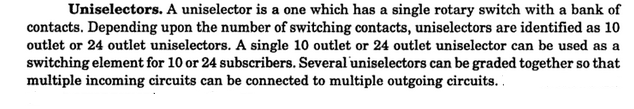 Uniselectors. A uniselector is a one which has a single rotary switch with a bank of
contacts. Depending upon the number of switching contacts, uniselectors are identified as 10
outlet or 24 outlet uniselectors. A single 10 outlet or 24 outlet uniselector can be used as a
switching element for 10 or 24 subscribers. Several uniselectors can be graded together so that
multiple incoming circuits can be connected to multiple outgoing circuits.